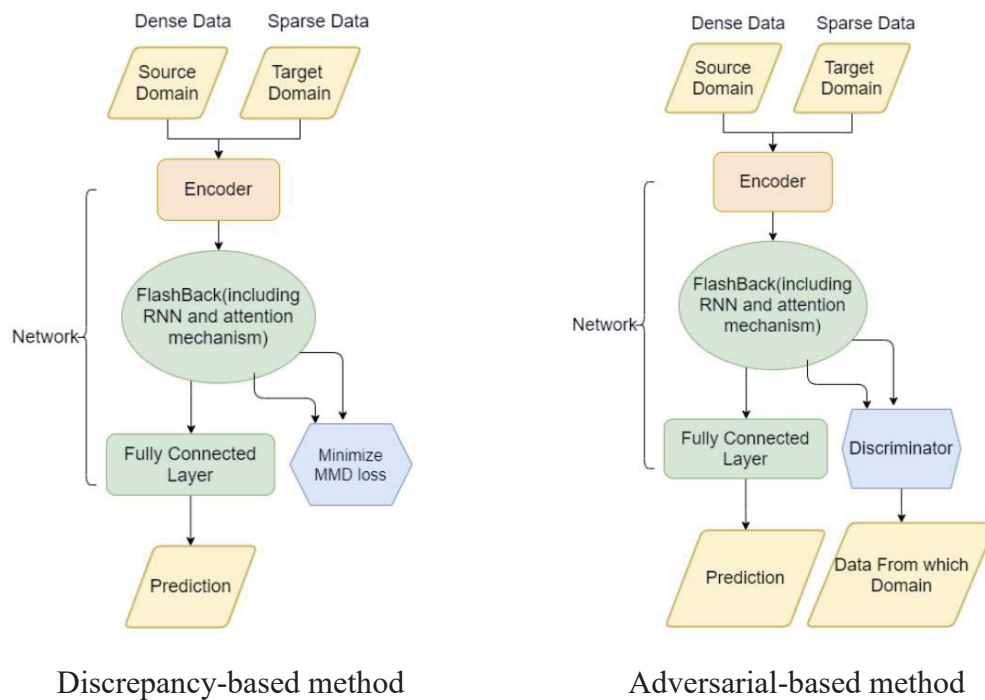 Dense Data
Sparse Data
Source
Domain
Target
Domain
Encoder
FlashBack(including
RNN and attention
mechanism)
Network
Fully Connected
Layer
Minimize
MMD loss
Prediction
Discrepancy-based method
Dense Data
Sparse Data
Source
Domain
Target
Domain
Encoder
FlashBack(including
RNN and attention
mechanism)
Network
Fully Connected
Layer
Discriminator
Prediction
Data From which
Domain
Adversarial-based method